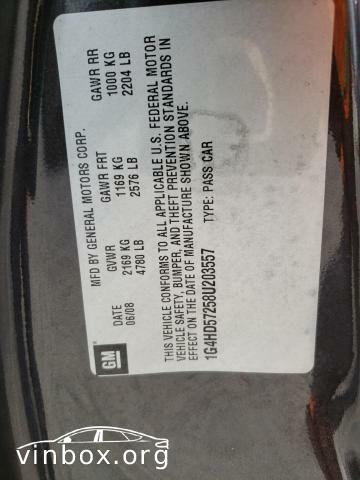 MFD BY GENERAL MOTORS CORP.
DATE GVWR GAWR FRT GAWR RR
06/08 2169 KG 1169 KG 1000 KG
4780 LB 2576 LB 2204 LB
THIS VEHICLE CONFORMS TO ALL APPLICABLE U.S. FEDERAL MOTOR
VEHICLE SAFETY, BUMPER, AND THEFT PREVENTION STANDARDS IN
EFFECT ON THE DATE OF MANUFACTURE SHOWN ABOVE.
1G4HD57258U203557 TYPE: PASS CAR
GM
vinbox.org